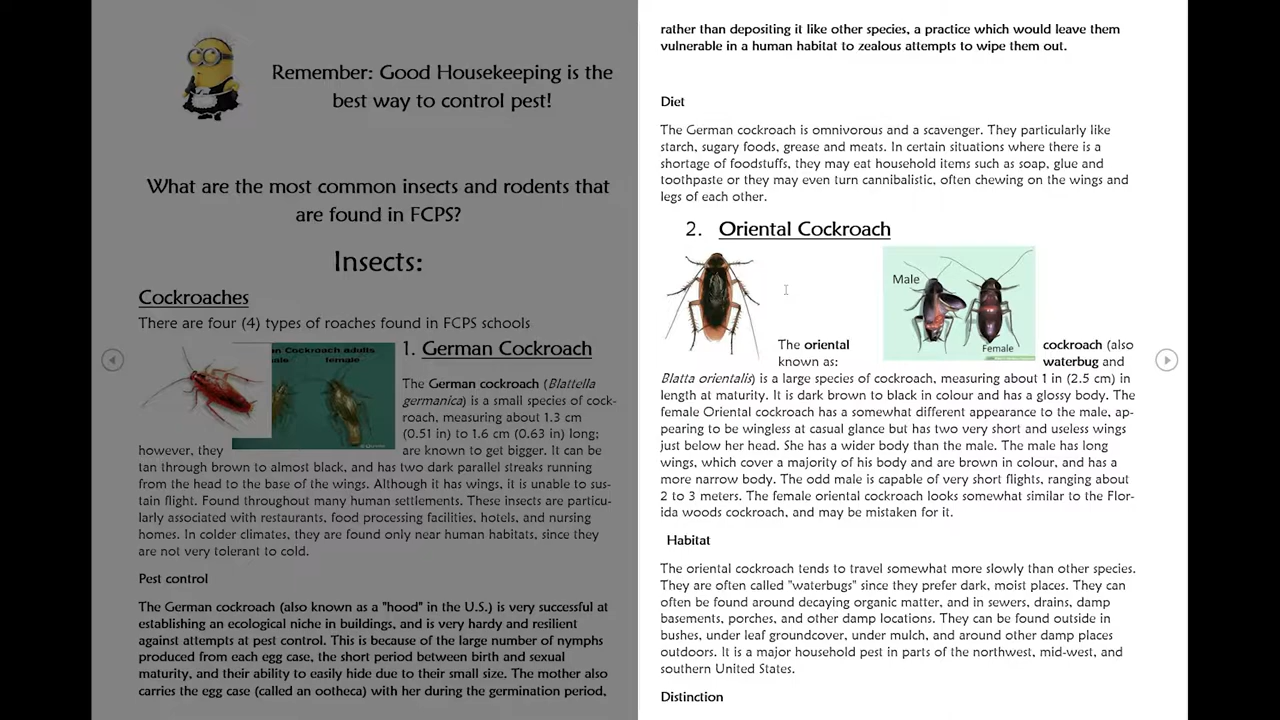 Remember: Good Housekeeping is the
best way to control pest!
What are the most common insects and rodents that
are found in FCPS?
Insects:
Cockroaches
There are four (4) types of roaches found in FCPS schools
1. German Cockroach
n Cockroach adults
female
The German cockroach (Blattella
germanica) is a small species of cock-
roach, measuring about 1.3 cm
(0.51 in) to 1.6 cm (0.63 in) long;
however, they are known to get bigger. It can be
tan through brown to almost black, and has two dark parallel streaks running
from the head to the base of the wings. Although it has wings, it is unable to sus-
tain flight. Found throughout many human settlements. These insects are particu-
larly associated with restaurants, food processing facilities, hotels, and nursing
homes. In colder climates, they are found only near human habitats, since they
are not very tolerant to cold.
Pest control
The German cockroach (also known as a "hood" in the U.S.) is very successful at
establishing an ecological niche in buildings, and is very hardy and resilient
against attempts at pest control. This is because of the large number of nymphs
produced from each egg case, the short period between birth and sexual
maturity, and their ability to easily hide due to their small size. The mother also
carries the egg case (called an ootheca) with her during the germination period,
rather than depositing it like other species, a practice which would leave them
vulnerable in a human habitat to zealous attempts to wipe them out.
Diet
The German cockroach is omnivorous and a scavenger. They particularly like
starch, sugary foods, grease and meats. In certain situations where there is a
shortage of foodstuffs, they may eat household items such as soap, glue and
toothpaste or they may even turn cannibalistic, often chewing on the wings and
legs of each other.
2. Oriental Cockroach
Male
Female
The oriental cockroach (also
known as: waterbug and
Blatta orientalis) is a large species of cockroach, measuring about 1 in (2.5 cm) in
length at maturity. It is dark brown to black in colour and has a glossy body. The
female Oriental cockroach has a somewhat different appearance to the male, ap-
pearing to be wingless at casual glance but has two very short and useless wings
just below her head. She has a wider body than the male. The male has long
wings, which cover a majority of his body and are brown in colour, and has a
more narrow body. The odd male is capable of very short flights, ranging about
2 to 3 meters. The female oriental cockroach looks somewhat similar to the Flor-
ida woods cockroach, and may be mistaken for it.
Habitat
The oriental cockroach tends to travel somewhat more slowly than other species.
They are often called "waterbugs" since they prefer dark, moist places. They can
often be found around decaying organic matter, and in sewers, drains, damp
basements, porches, and other damp locations. They can be found outside in
bushes, under leaf groundcover, under mulch, and around other damp places
outdoors. It is a major household pest in parts of the northwest, mid-west, and
southern United States.
Distinction